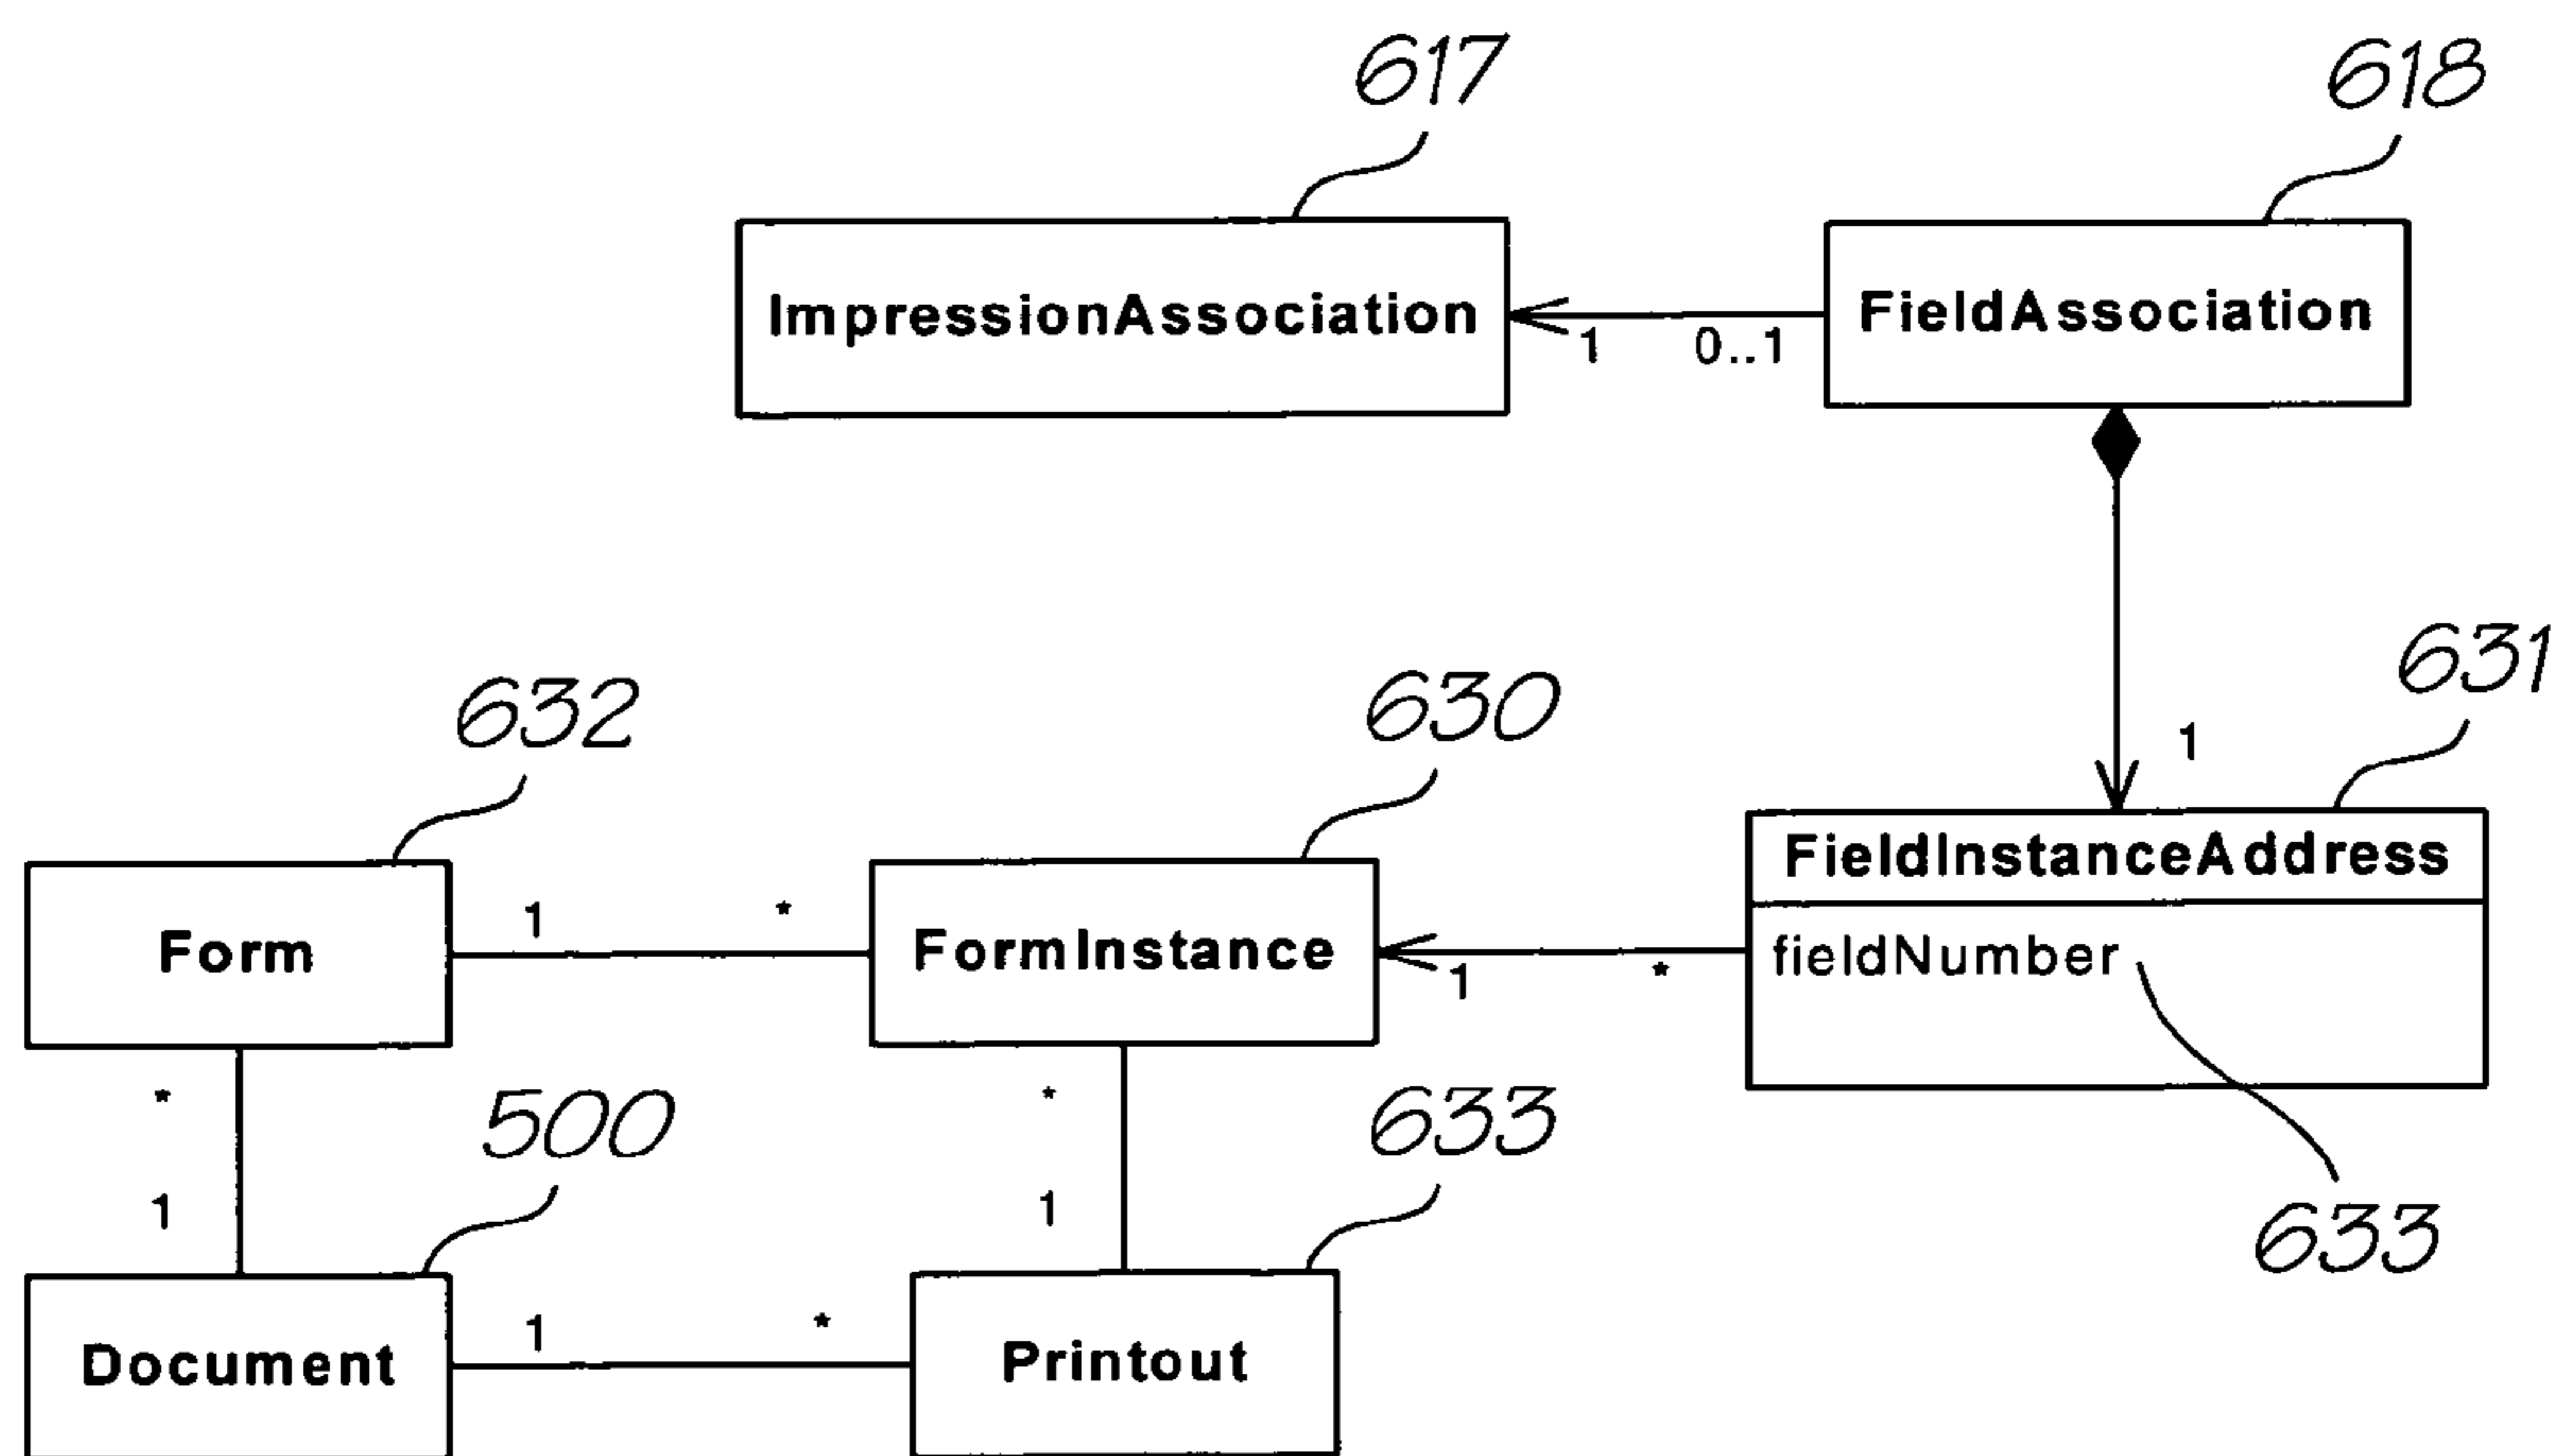 617
618
ImpressionAssociation
1
0..1
FieldAssociation
1
631
632
630
FieldInstanceAddress
Form
1
*
FormInstance
1
*
fieldNumber
*
1
500
*
1
633
633
Document
1
*
Printout